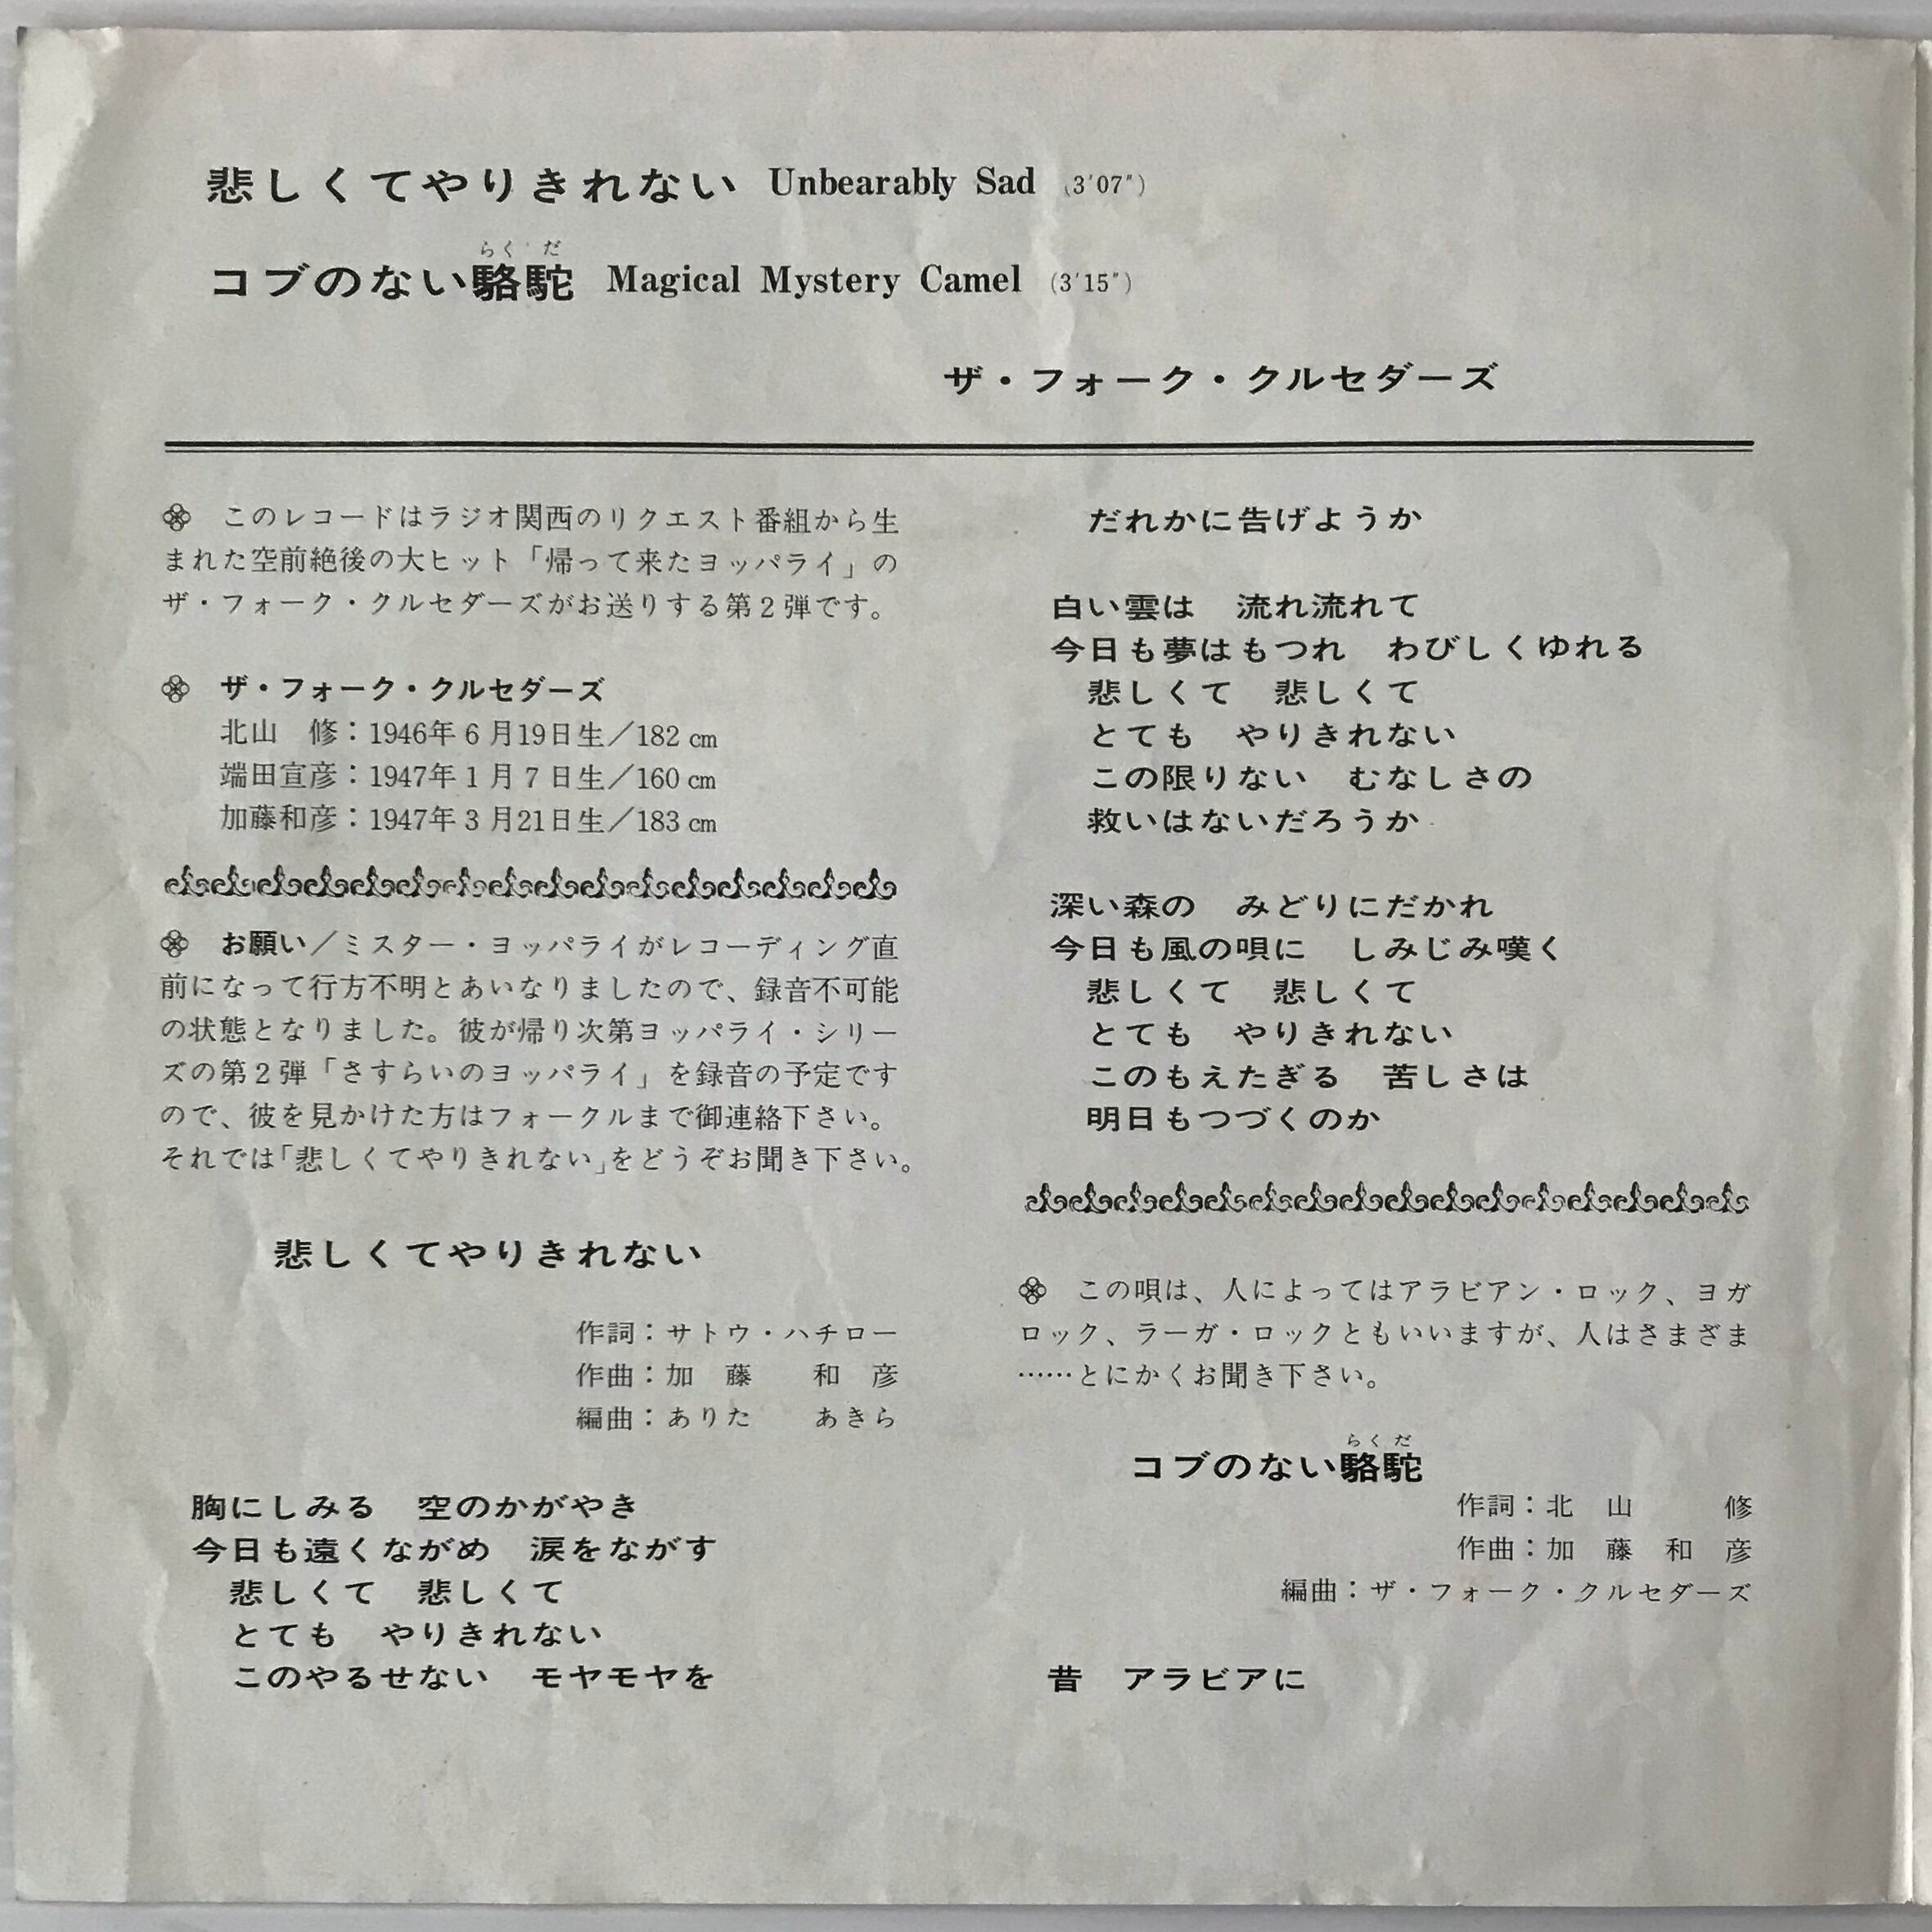 悲しくてやりきれない Unbearably Sad (3′07″)
らくだ
コブのない駱駝 Magical Mystery Camel (3′15″)
ザ・フォーク・クルセダーズ
このレコードはラジオ関西のリクエスト番組から生
まれた空前絶後の大ヒット「帰って来たヨッパライ」の
ザ・フォーク・クルセダーズがお送りする第2弾です。
ザ・フォーク・クルセダーズ
北山　修：1946年6月19日生／182cm
端田宣彦：1947年1月7日生／160cm
加藤和彦：1947年3月21日生／183cm
お願い／ミスター・ヨッパライがレコーディング直
前になって行方不明とあいなりましたので、録音不可能
の状態となりました。彼が帰り次第ヨッパライ・シリー
ズの第2弾「さすらいのヨッパライ」を録音の予定です
ので、彼を見かけた方はフォークルまで御連絡下さい。
それでは「悲しくてやりきれない」をどうぞお聞き下さい。
悲しくてやりきれない
作詞：サトウ・ハチロー
作曲：加藤　和彦
編曲：ありた　あきら
胸にしみる　空のかがやき
今日も遠くながめ　涙をながす
悲しくて　悲しくて
とても　やりきれない
このやるせない　モヤモヤを
だれかに告げようか
白い雲は　流れ流れて
今日も夢はもつれ　わびしくゆれる
悲しくて　悲しくて
とても　やりきれない
この限りない　むなしさの
救いはないだろうか
深い森の　みどりにだかれ
今日も風の唄に　しみじみ嘆く
悲しくて　悲しくて
とても　やりきれない
このもえたぎる　苦しさは
明日もつづくのか
この唄は、人によってはアラビアン・ロック、ヨガ
ロック、ラーガ・ロックともいいますが、人はさまざま
……とにかくお聞き下さい。
らくだ
コブのない駱駝
作詞：北山　修
作曲：加藤和彦
編曲：ザ・フォーク・クルセダーズ
昔　アラビアに